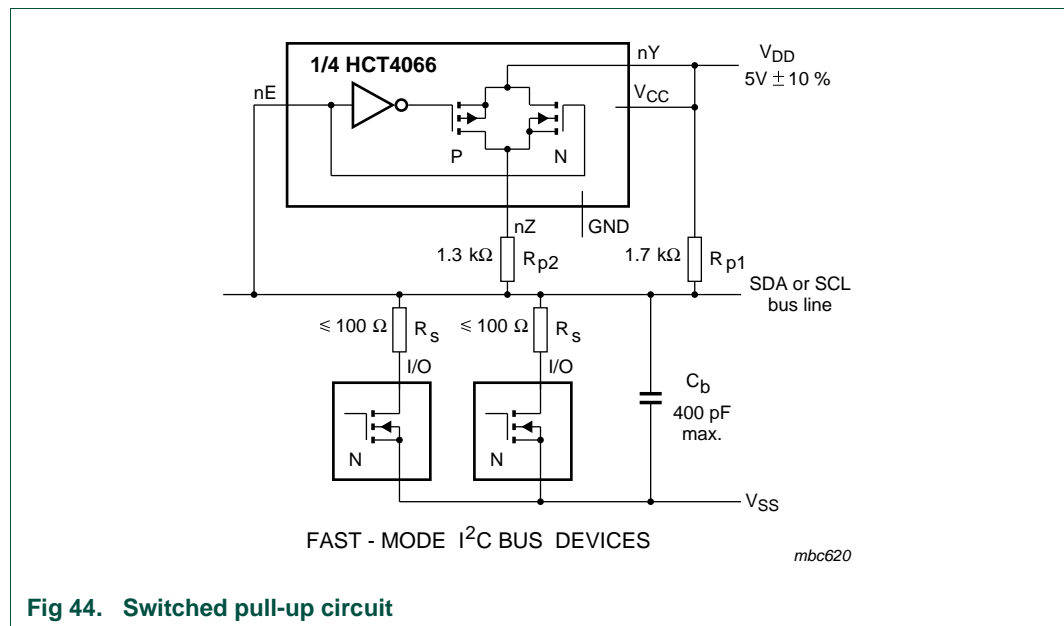 1/4 HCT4066
nY
V_DD
5V ± 10 %
nE
V_CC
P
N
nZ
GND
1.3 kΩ
R_p2
1.7 kΩ
R_p1
SDA or SCL
bus line
≤ 100 Ω
R_s
≤ 100 Ω
R_s
I/O
I/O
C_b
400 pF
max.
N
N
V_SS
FAST - MODE I²C BUS DEVICES
mbc620
Fig 44. Switched pull-up circuit